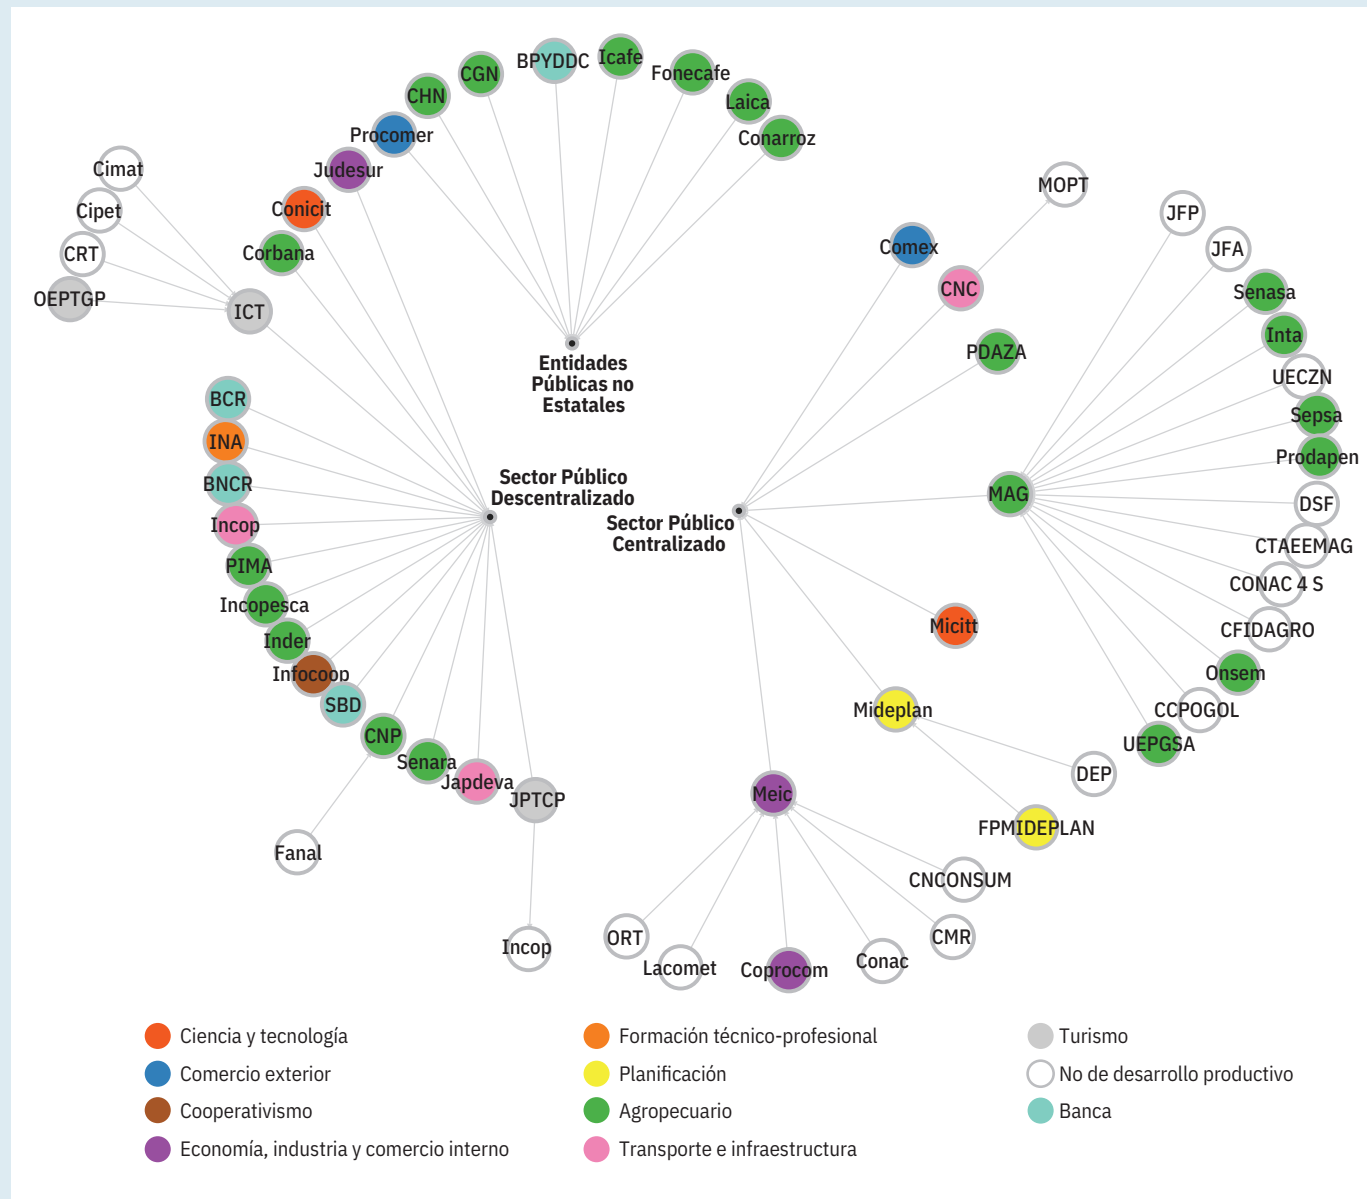 BPYDDC
Icafe
CGN
Fonecafe
CHN
Laica
Procomer
Conarroz
Judesur
Cimat
Conicit
Cipet
Corbana
CRT
OEPTGP
ICT
Entidades
Públicas no
Estatales
MOPT
JFP
Comex
JFA
CNC
Senasa
Inta
PDAZA
UECZN
Sepsa
Prodapen
MAG
DSF
CTAEEMAG
CONAC 4 S
CFIDAGRO
Onsem
CCPOGOL
UEPGSA
BCR
INA
BNCR
Incop
PIMA
Incopesca
Inder
Infocoop
SBD
CNP
Senara
Japdeva
JPTCP
Fanal
Incop
Sector Público
Descentralizado
Sector Público
Centralizado
Micitt
Mideplan
DEP
FPMIDEPLAN
Meic
CNCONSUM
ORT
CMR
Lacomet
Coprocom
Conac
Ciencia y tecnología
Comercio exterior
Cooperativismo
Economía, industria y comercio interno
Formación técnico-profesional
Planificación
Agropecuario
Transporte e infraestructura
Turismo
No de desarrollo productivo
Banca